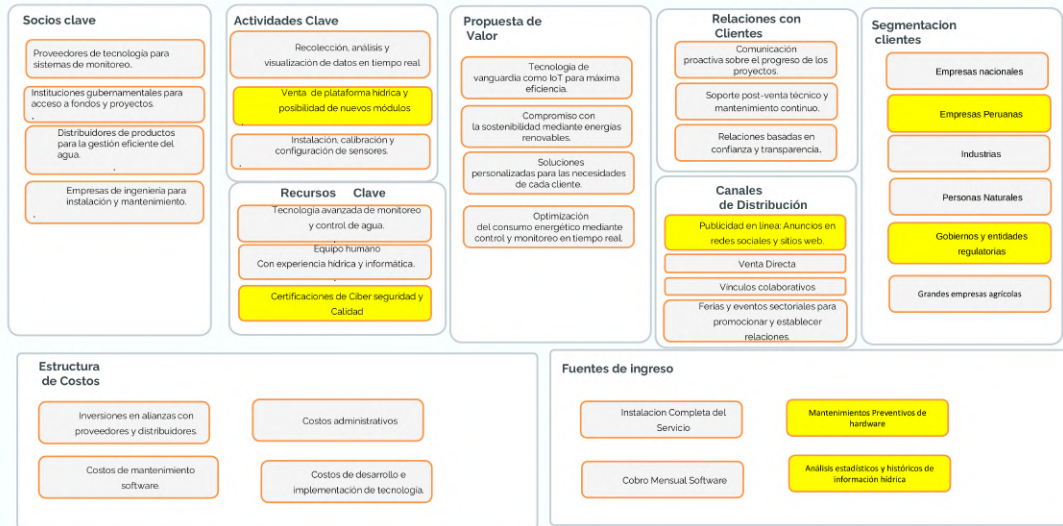 Socios clave
Proveedores de tecnología para
sistemas de monitoreo.
Instituciones gubernamentales para
acceso a fondos y proyectos.
.
Distribuidores de productos
para la gestión eficiente del
agua.
.
Empresas de ingeniería para
instalación y mantenimiento.
.
Actividades Clave
Recolección, análisis y
visualización de datos en tiempo real
Venta de plataforma hídrica y
posibilidad de nuevos módulos
.
Instalación, calibración y
configuración de sensores.
.
Recursos Clave
Tecnología avanzada de monitoreo
y control de agua.
.
Equipo humano
Con experiencia hídrica e informática.
.
Certificaciones de Ciber seguridad y
Calidad
Propuesta de
Valor
Tecnología de
vanguardia como IoT para máxima
eficiencia.
Compromiso con
la sostenibilidad mediante energías
renovables.
Soluciones
personalizadas para las necesidades
de cada cliente.
Optimización
del consumo energético mediante
control y monitoreo en tiempo real.
Relaciones con
Clientes
Comunicación
proactiva sobre el progreso de los
proyectos.
Soporte post-venta técnico y
mantenimiento continuo.
Relaciones basadas en
confianza y transparencia.
Canales
de Distribución
Publicidad en línea: Anuncios en
redes sociales y sitios web.
Venta Directa
Vínculos colaborativos
Ferias y eventos sectoriales para
promocionar y establecer
relaciones.
Segmentacion
clientes
Empresas nacionales
Empresas Peruanas
Industrias
Personas Naturales
Gobiernos y entidades
regulatorias
Grandes empresas agrícolas
Estructura
de Costos
Inversiones en alianzas con
proveedores y distribuidores.
Costos administrativos
Costos de mantenimiento
software.
Costos de desarrollo e
implementación de tecnología.
Fuentes de ingreso
Instalacion Completa del
Servicio
Mantenimientos Preventivos de
hardware
Cobro Mensual Software
Análisis estadísticos y históricos de
información hídrica